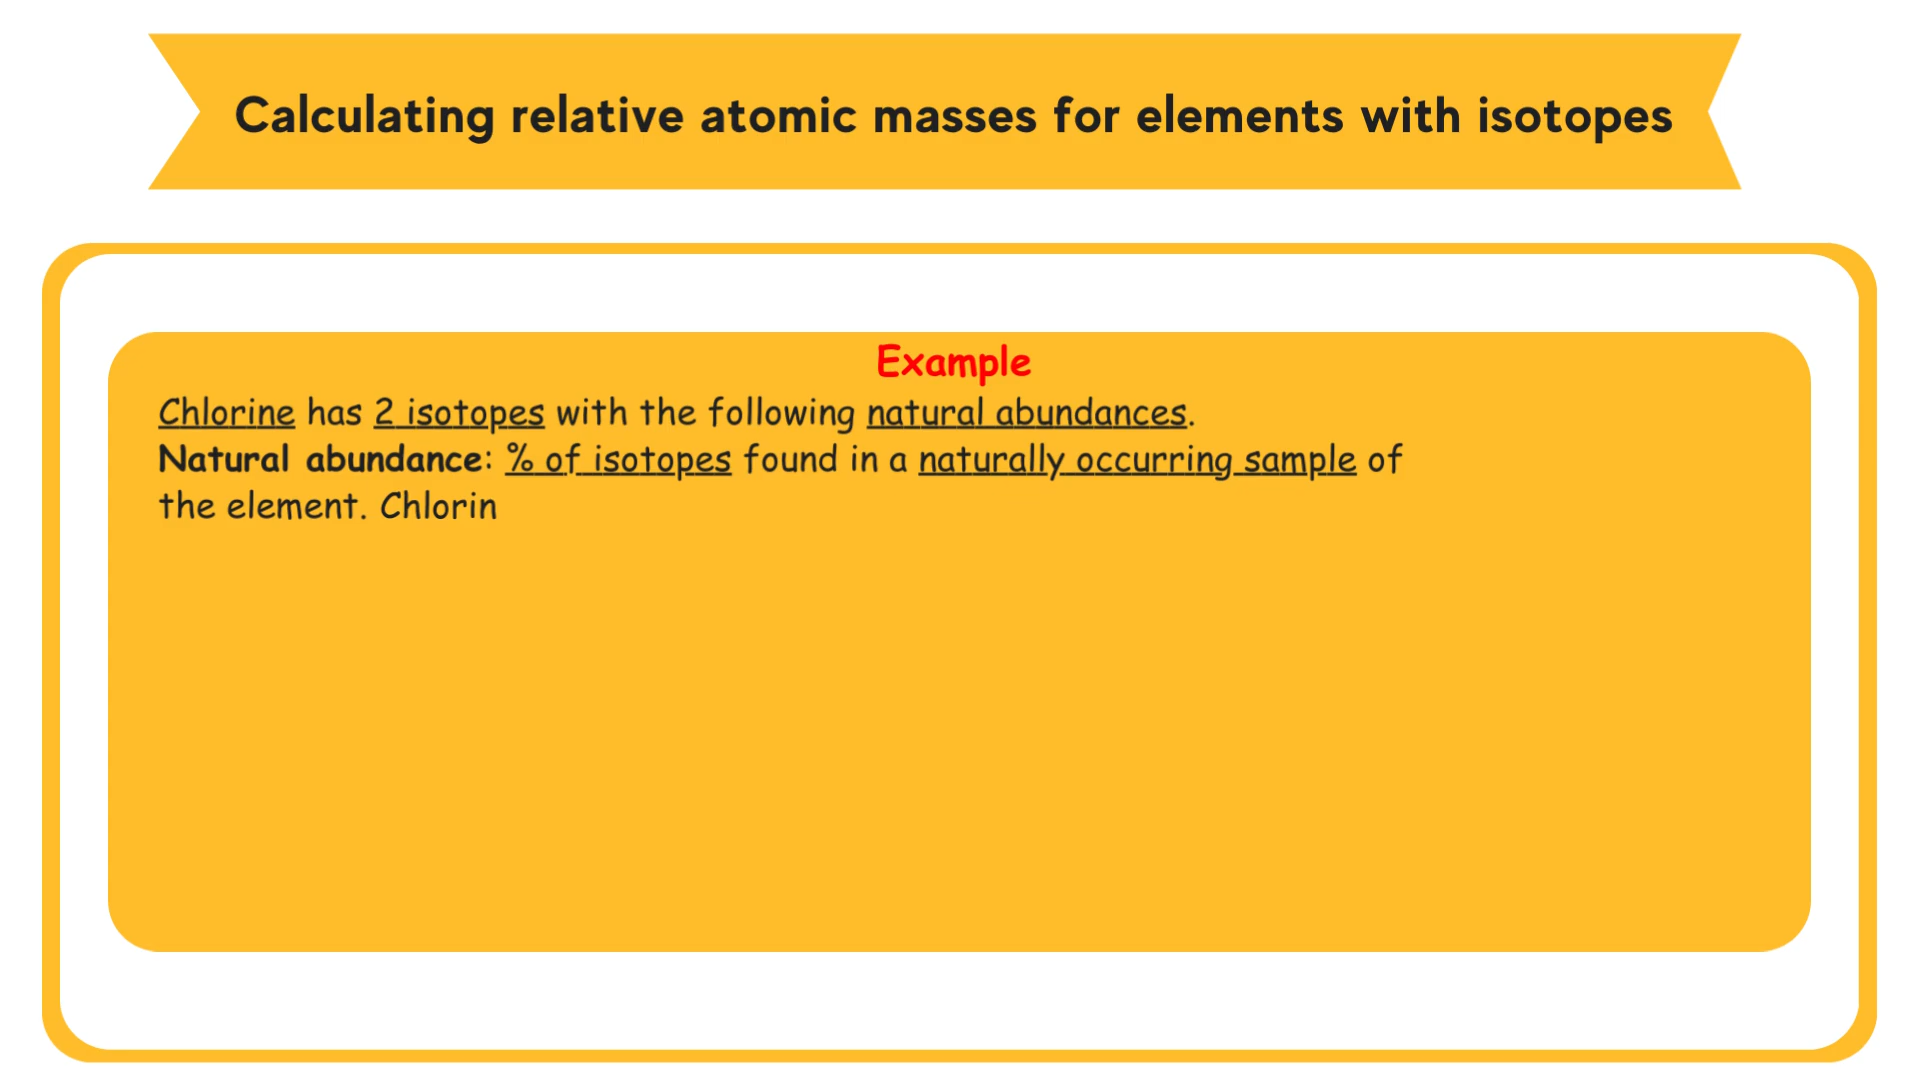 Calculating relative atomic masses for elements with isotopes
Example
Chlorine has 2 isotopes with the following natural abundances.
Natural abundance: % of isotopes found in a naturally occurring sample of
the element. Chlorin